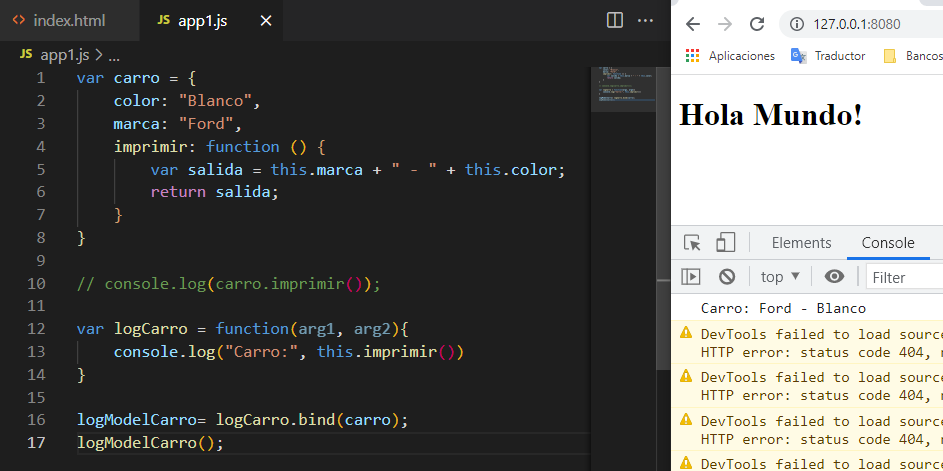 index.html
JS app1.js
JS app1.js > ...
1 var carro = {
2 color: "Blanco",
3 marca: "Ford",
4 imprimir: function () {
5 var salida = this.marca + " - " + this.color;
6 return salida;
7 }
8 }
9
10 // console.log(carro.imprimir());
11
12 var logCarro = function(arg1, arg2){
13 console.log("Carro:", this.imprimir())
14 }
15
16 logModelCarro= logCarro.bind(carro);
17 logModelCarro();
127.0.0.1:8080
Aplicaciones Traductor Bancos
Hola Mundo!
Elements Console
top Filter
Carro: Ford - Blanco
DevTools failed to load source
HTTP error: status code 404,
DevTools failed to load source
HTTP error: status code 404,
DevTools failed to load source
HTTP error: status code 404,
DevTools failed to load source